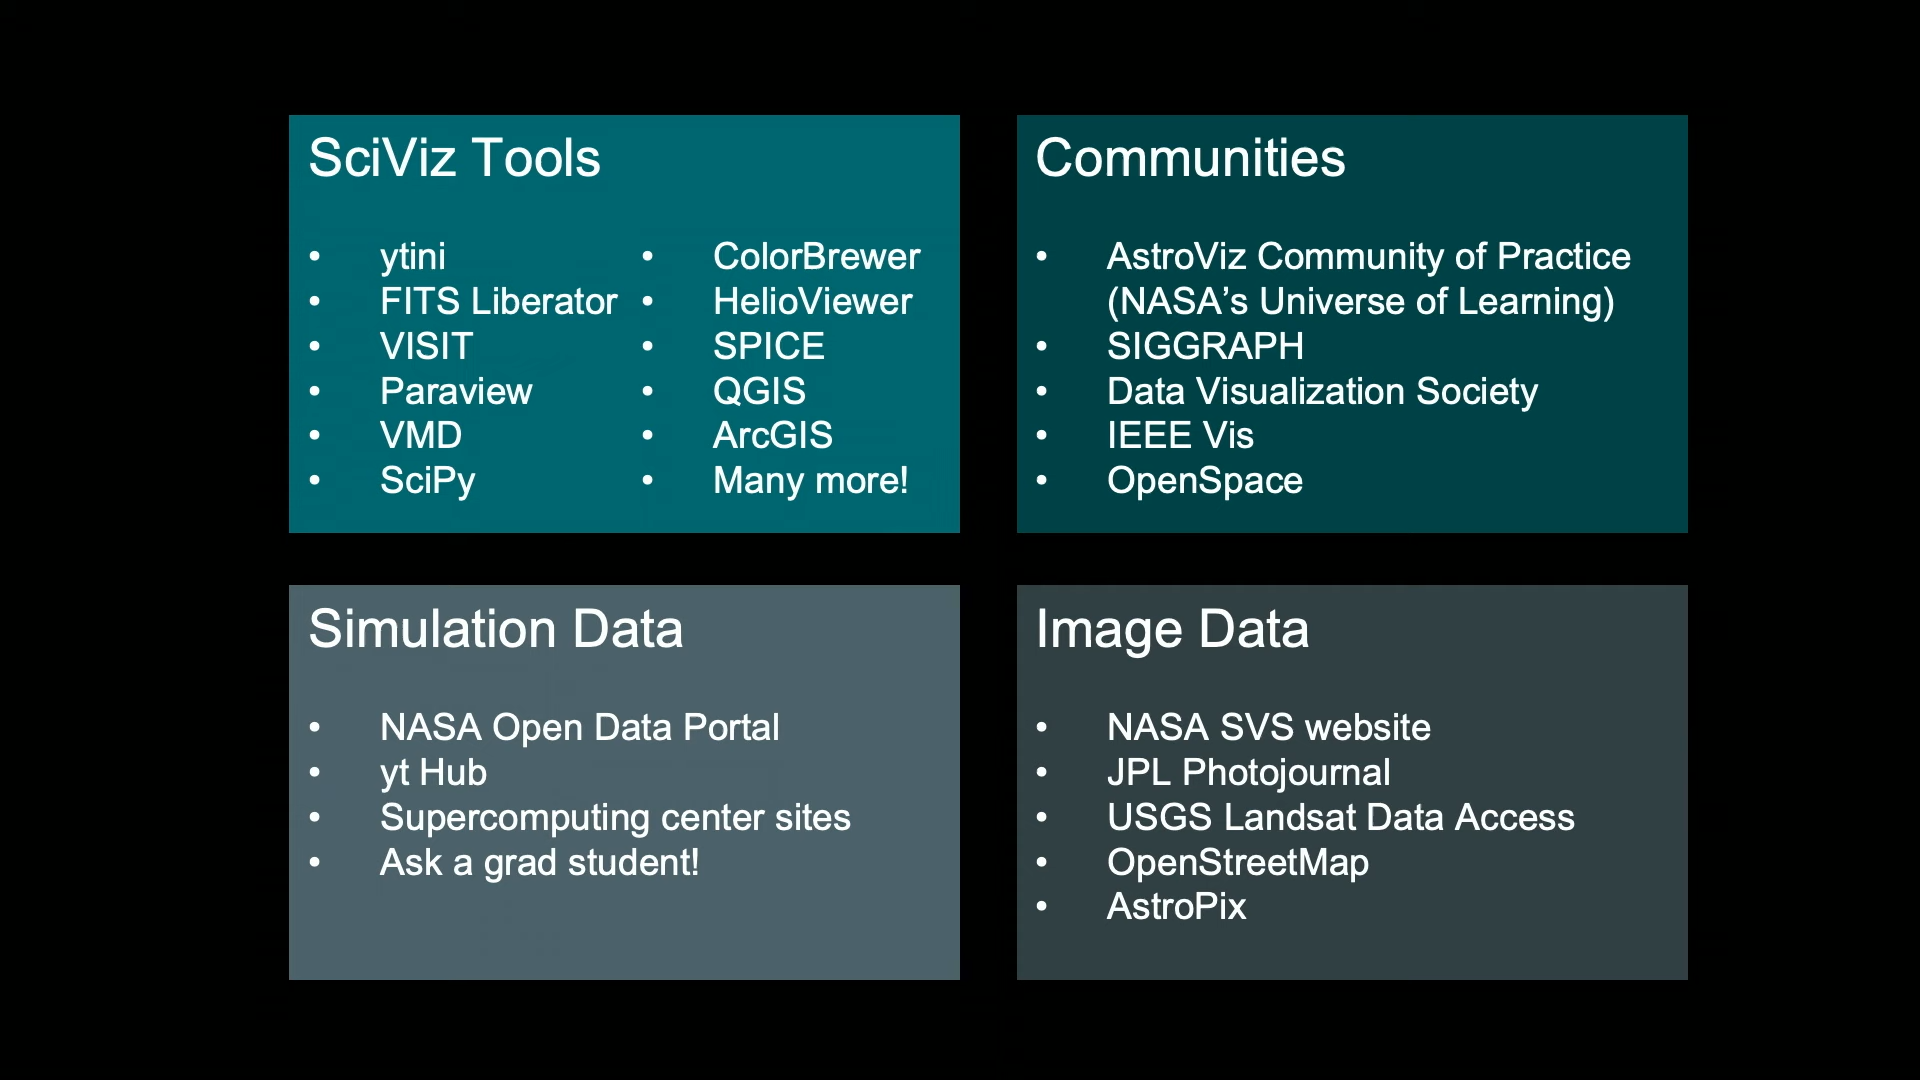 SciViz Tools
• ytini
• FITS Liberator
• VISIT
• Paraview
• VMD
• SciPy
• ColorBrewer
• HelioViewer
• SPICE
• QGIS
• ArcGIS
• Many more!
Communities
• AstroViz Community of Practice
(NASA’s Universe of Learning)
• SIGGRAPH
• Data Visualization Society
• IEEE Vis
• OpenSpace
Simulation Data
• NASA Open Data Portal
• yt Hub
• Supercomputing center sites
• Ask a grad student!
Image Data
• NASA SVS website
• JPL Photojournal
• USGS Landsat Data Access
• OpenStreetMap
• AstroPix